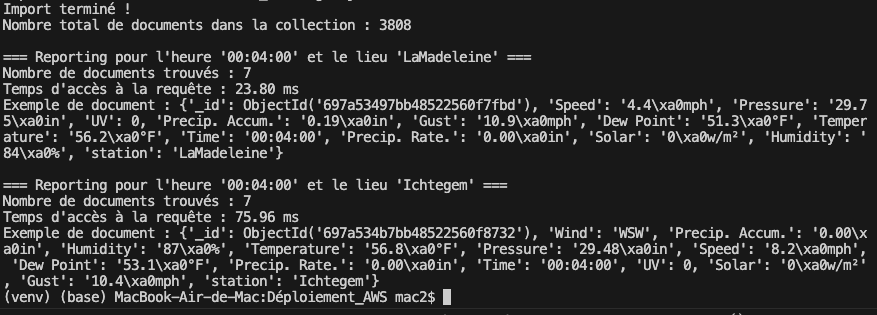 Import terminé !
Nombre total de documents dans la collection : 3808
=== Reporting pour l'heure '00:04:00' et le lieu 'LaMadeleine' ===
Nombre de documents trouvés : 7
Temps d'accès à la requête : 23.80 ms
Exemple de document : {'_id': ObjectId('697a53497bb48522560f7fbd'), 'Speed': '4.4\xa0mph', 'Pressure': '29.7
5\xa0in', 'UV': 0, 'Precip. Accum.': '0.19\xa0in', 'Gust': '10.9\xa0mph', 'Dew Point': '51.3\xa0°F', 'Temper
ature': '56.2\xa0°F', 'Time': '00:04:00', 'Precip. Rate.': '0.00\xa0in', 'Solar': '0\xa0w/m²', 'Humidity': '
84\xa0%', 'station': 'LaMadeleine'}
=== Reporting pour l'heure '00:04:00' et le lieu 'Ichtegem' ===
Nombre de documents trouvés : 7
Temps d'accès à la requête : 75.96 ms
Exemple de document : {'_id': ObjectId('697a534b7bb48522560f8732'), 'Wind': 'WSW', 'Precip. Accum.': '0.00\x
a0in', 'Humidity': '87\xa0%', 'Temperature': '56.8\xa0°F', 'Pressure': '29.48\xa0in', 'Speed': '8.2\xa0mph',
 'Dew Point': '53.1\xa0°F', 'Precip. Rate.': '0.00\xa0in', 'Time': '00:04:00', 'UV': 0, 'Solar': '0\xa0w/m²'
, 'Gust': '10.4\xa0mph', 'station': 'Ichtegem'}
(venv) (base) MacBook-Air-de-Mac:Déploiement_AWS mac2$